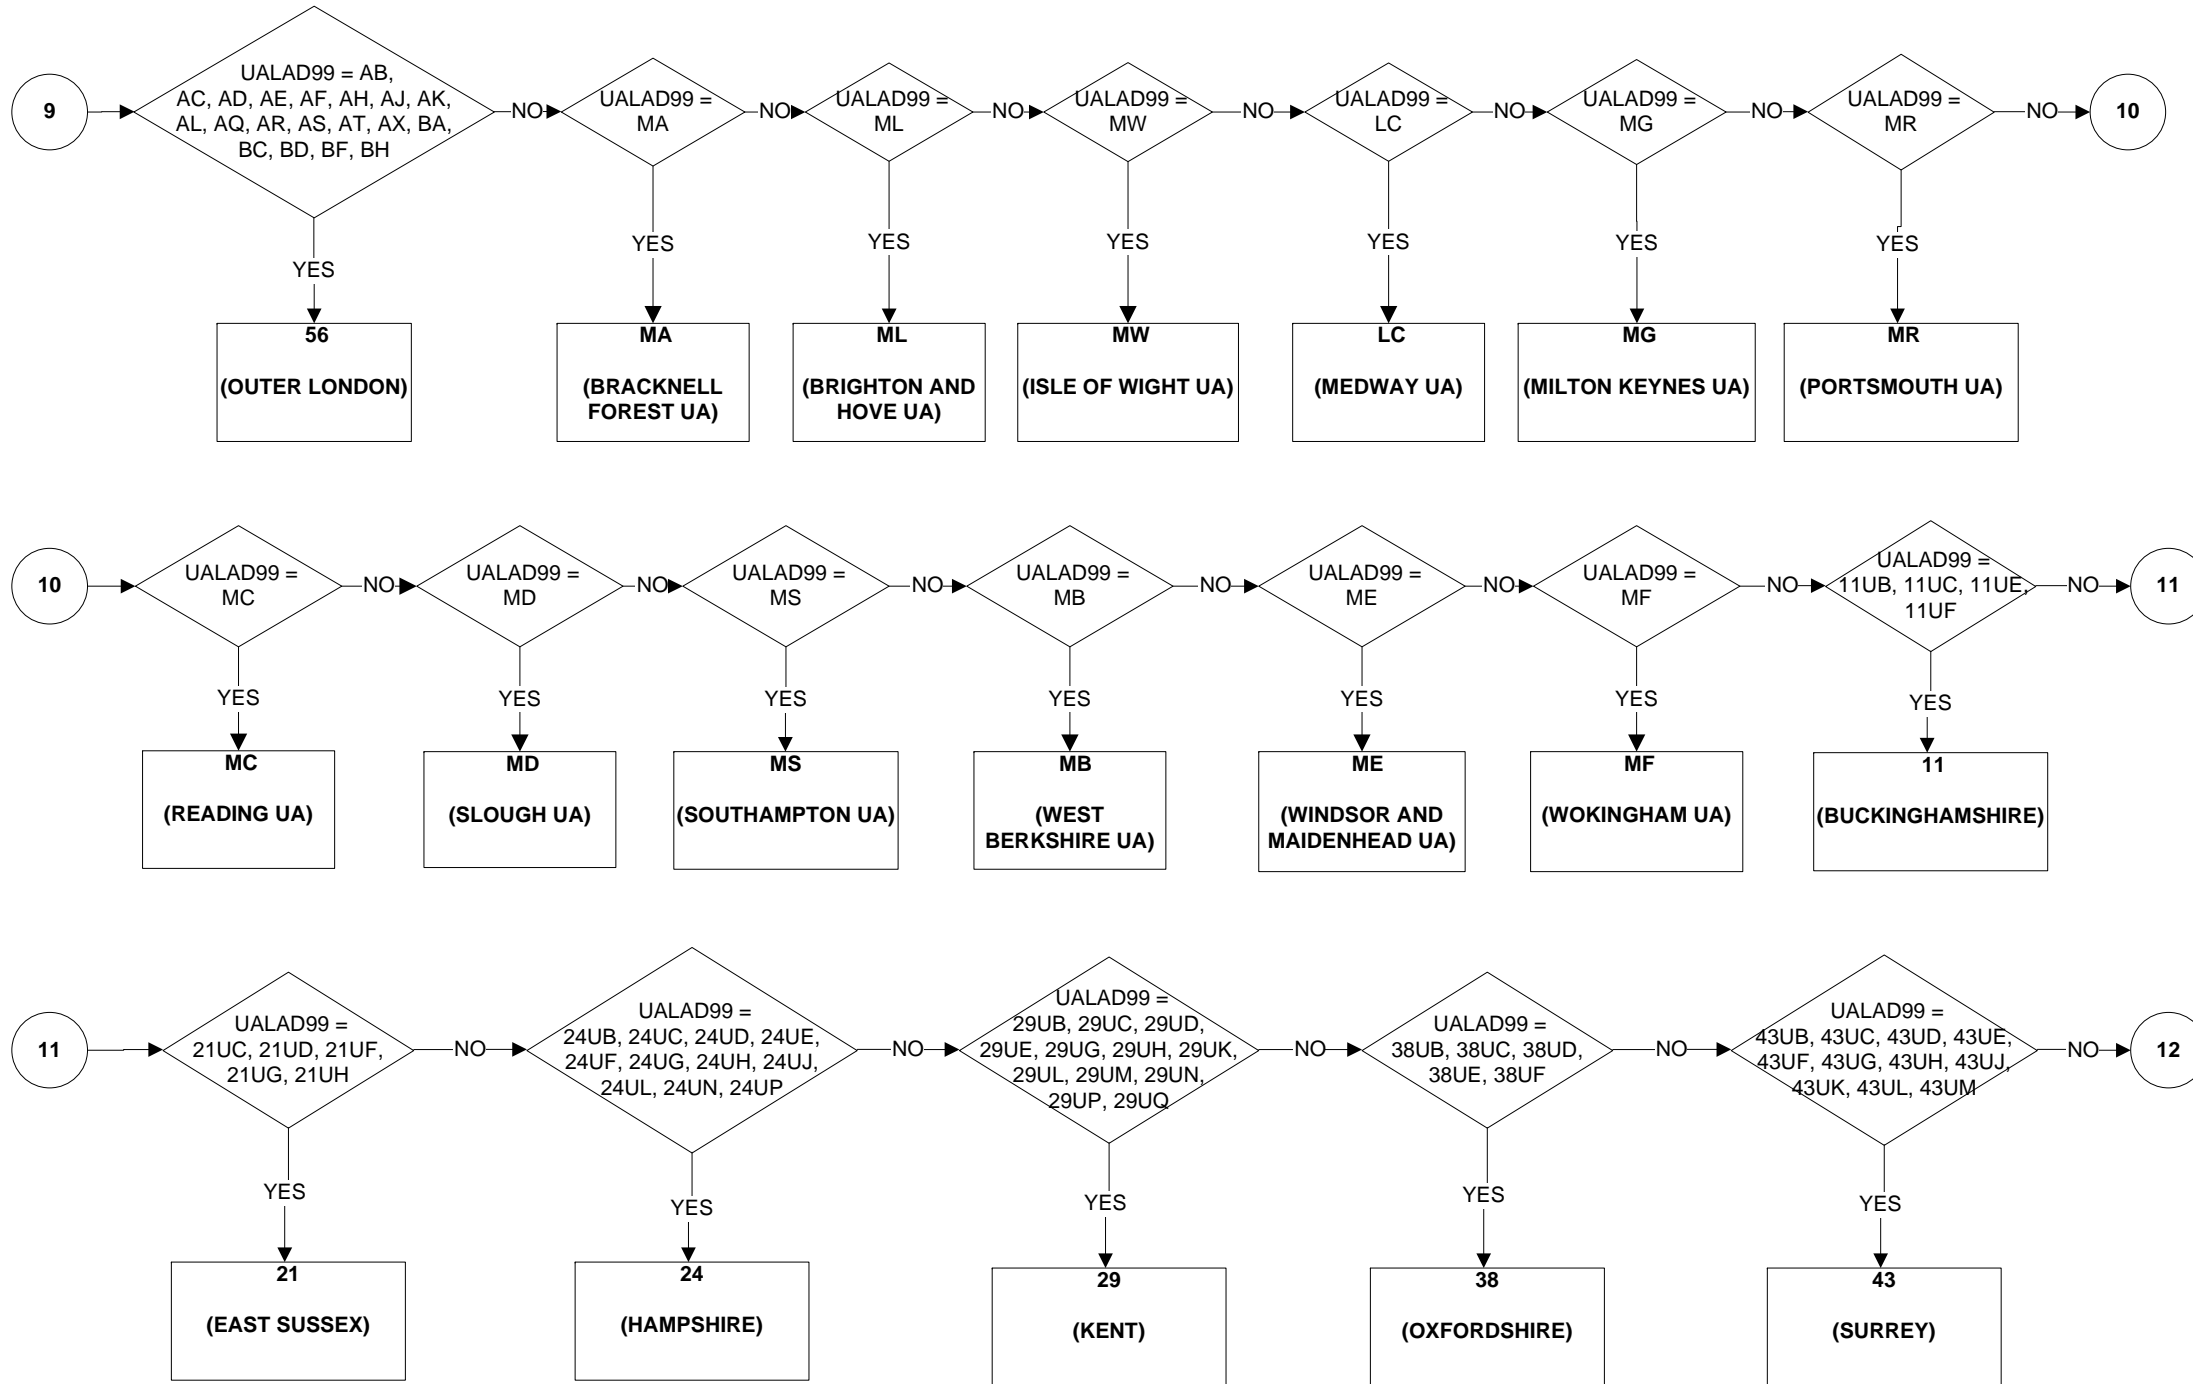 9
UALAD99 = AB,
AC, AD, AE, AF, AH, AJ, AK,
AL, AQ, AR, AS, AT, AX, BA,
BC, BD, BF, BH
NO
UALAD99 =
MA
NO
UALAD99 =
ML
NO
UALAD99 =
MW
NO
UALAD99 =
LC
NO
UALAD99 =
MG
NO
UALAD99 =
MR
NO
10
YES
YES
YES
YES
YES
YES
YES
56
(OUTER LONDON)
MA
(BRACKNELL
FOREST UA)
ML
(BRIGHTON AND
HOVE UA)
MW
(ISLE OF WIGHT UA)
LC
(MEDWAY UA)
MG
(MILTON KEYNES UA)
MR
(PORTSMOUTH UA)
10
UALAD99 =
MC
NO
UALAD99 =
MD
NO
UALAD99 =
MS
NO
UALAD99 =
MB
NO
UALAD99 =
ME
NO
UALAD99 =
MF
NO
UALAD99 =
11UB, 11UC, 11UE,
11UF
NO
11
YES
YES
YES
YES
YES
YES
YES
MC
(READING UA)
MD
(SLOUGH UA)
MS
(SOUTHAMPTON UA)
MB
(WEST
BERKSHIRE UA)
ME
(WINDSOR AND
MAIDENHEAD UA)
MF
(WOKINGHAM UA)
11
(BUCKINGHAMSHIRE)
11
UALAD99 =
21UC, 21UD, 21UF,
21UG, 21UH
NO
UALAD99 =
24UB, 24UC, 24UD, 24UE,
24UF, 24UG, 24UH, 24UJ,
24UL, 24UN, 24UP
NO
UALAD99 =
29UB, 29UC, 29UD,
29UE, 29UG, 29UH, 29UK,
29UL, 29UM, 29UN,
29UP, 29UQ
NO
UALAD99 =
38UB, 38UC, 38UD,
38UE, 38UF
NO
UALAD99 =
43UB, 43UC, 43UD, 43UE,
43UF, 43UG, 43UH, 43UJ,
43UK, 43UL, 43UM
NO
12
YES
YES
YES
YES
YES
21
(EAST SUSSEX)
24
(HAMPSHIRE)
29
(KENT)
38
(OXFORDSHIRE)
43
(SURREY)